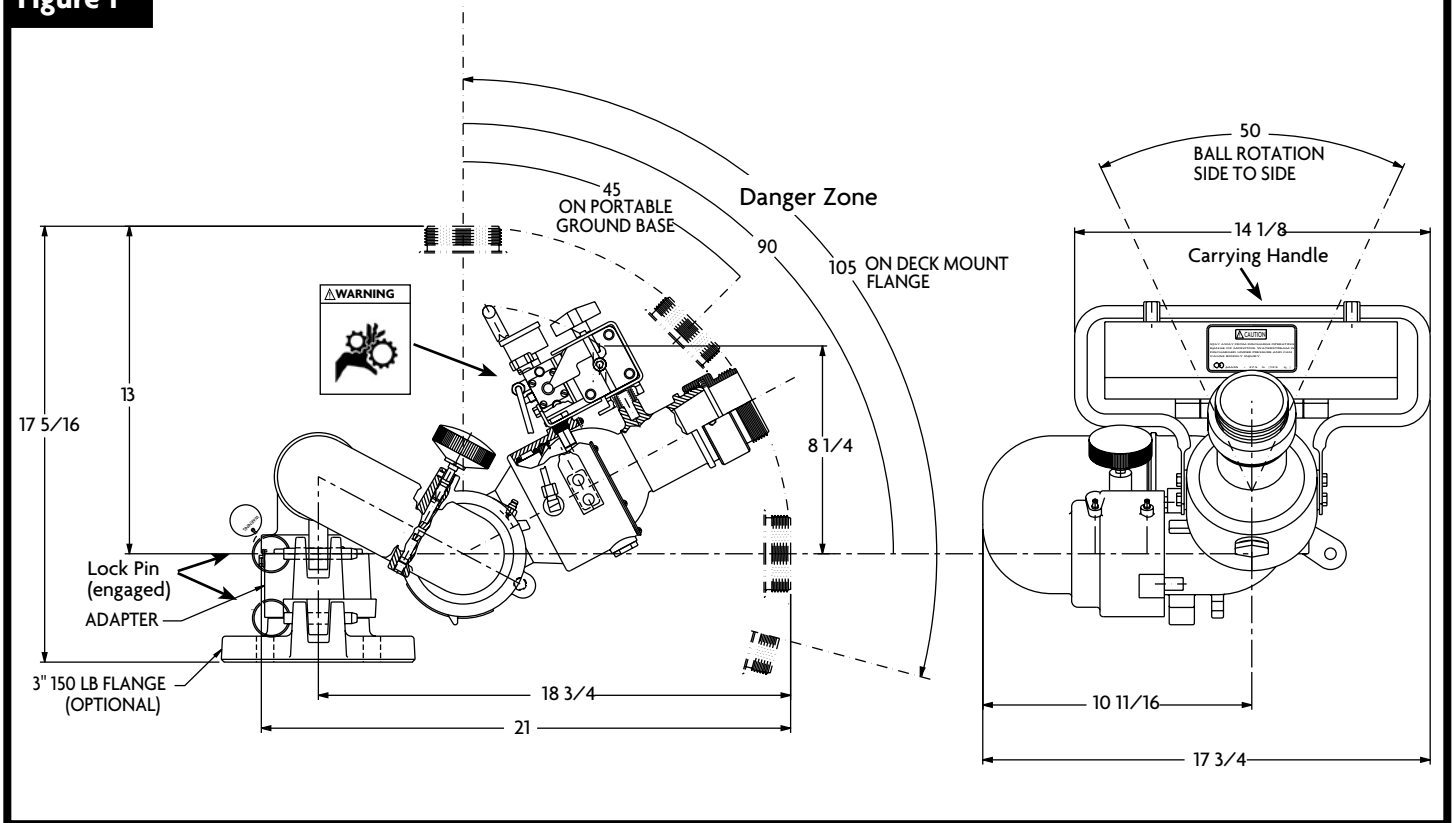 Figure 1
50
BALL ROTATION
SIDE TO SIDE
45
ON PORTABLE
GROUND BASE
Danger Zone
90
105 ON DECK MOUNT
FLANGE
14 1/8
Carrying Handle
⚠WARNING
⚠CAUTION
13
17 5/16
8 1/4
Lock Pin
(engaged)
ADAPTER
3" 150 LB FLANGE
(OPTIONAL)
18 3/4
21
10 11/16
17 3/4